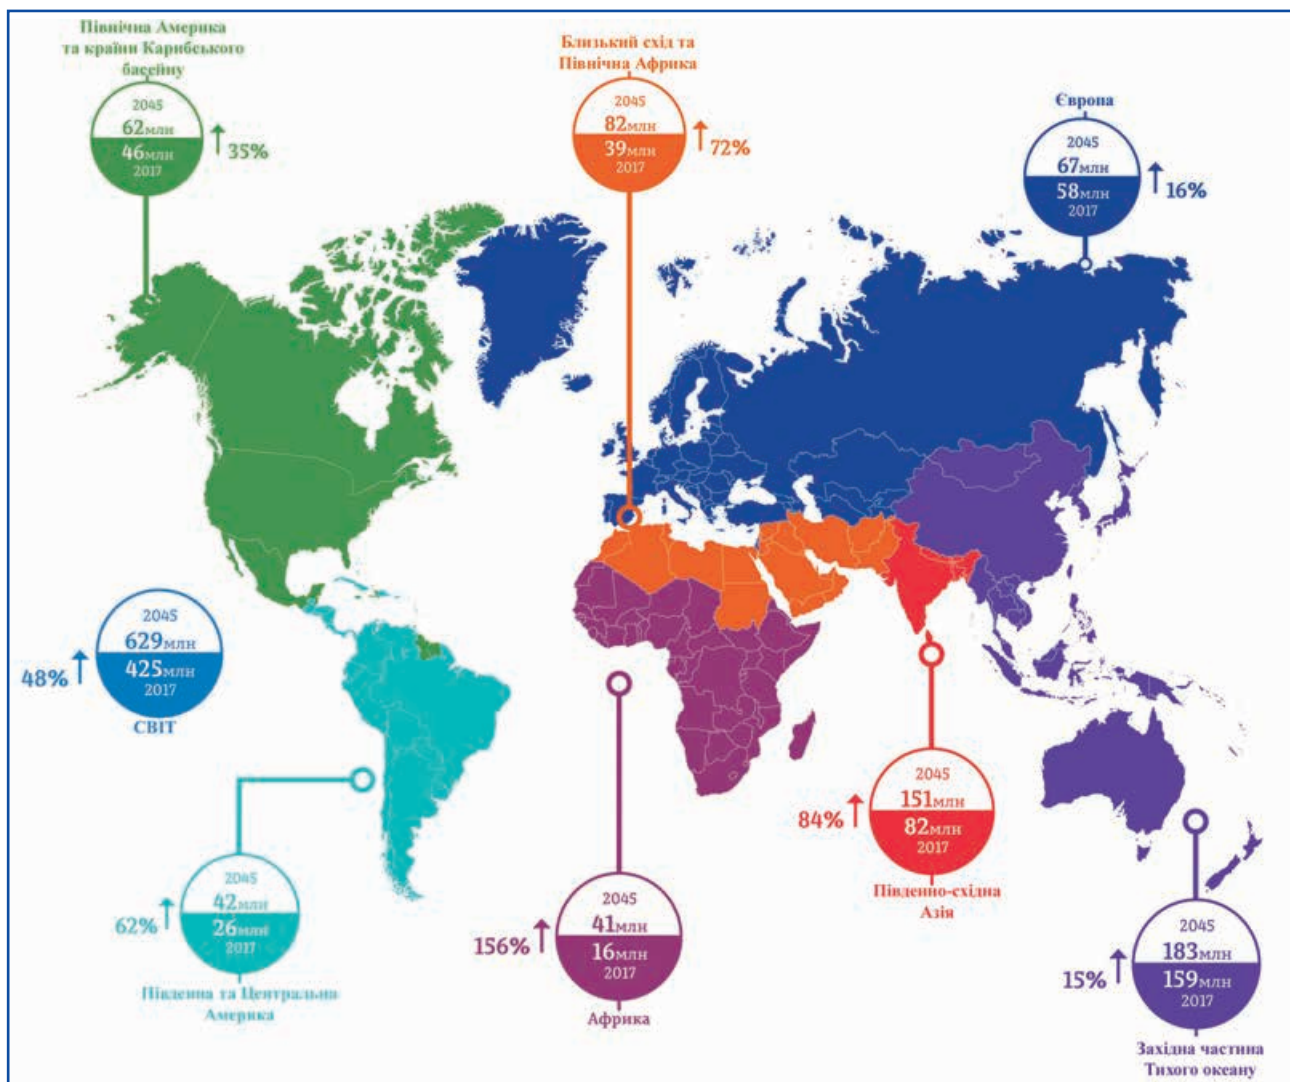 Північна Америка
та країни Карибського
басейну
2045
62млн
46млн
2017
35%
Близький схід та
Північна Африка
2045
82млн
39млн
2017
72%
Європа
2045
67млн
58млн
2017
16%
2045
629млн
425млн
2017
48%
СВІТ
2045
42млн
26млн
2017
62%
Південна та Центральна
Америка
2045
41млн
16млн
2017
156%
Африка
2045
151млн
82млн
2017
84%
Південно-східна
Азія
2045
183млн
159млн
2017
15%
Західна частина
Тихого океану